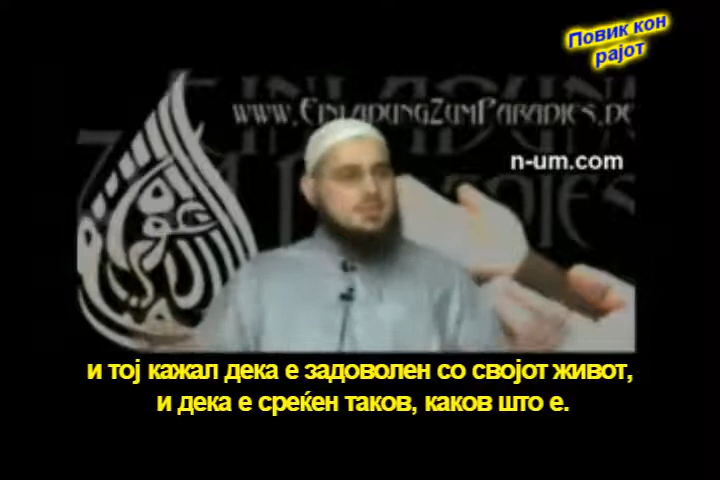 Повик кон
рајот
www.EinladungZumParadies.de
n-um.com
и тој кажал дека е задоволен со својот живот,
и дека е среќен таков, каков што е.